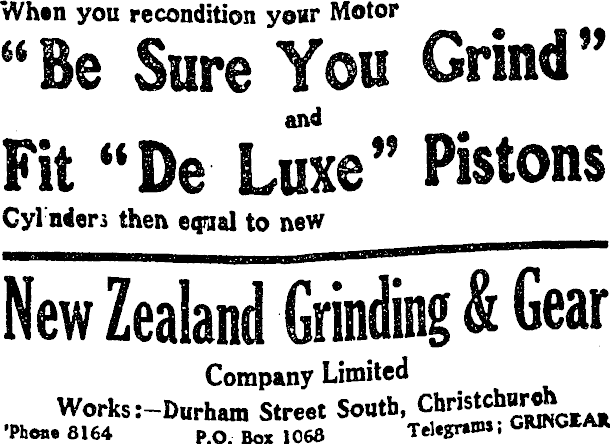 When you recondition your Motor
“Be Sure You Grind”
and
Fit “De Luxe” Pistons
Cylinders then equal to new
New Zealand Grinding & Gear
Company Limited
Works:—Durham Street South, Christchurch
'Phone 8164 P.O. Box 1068 Telegrams; GRINGEAR